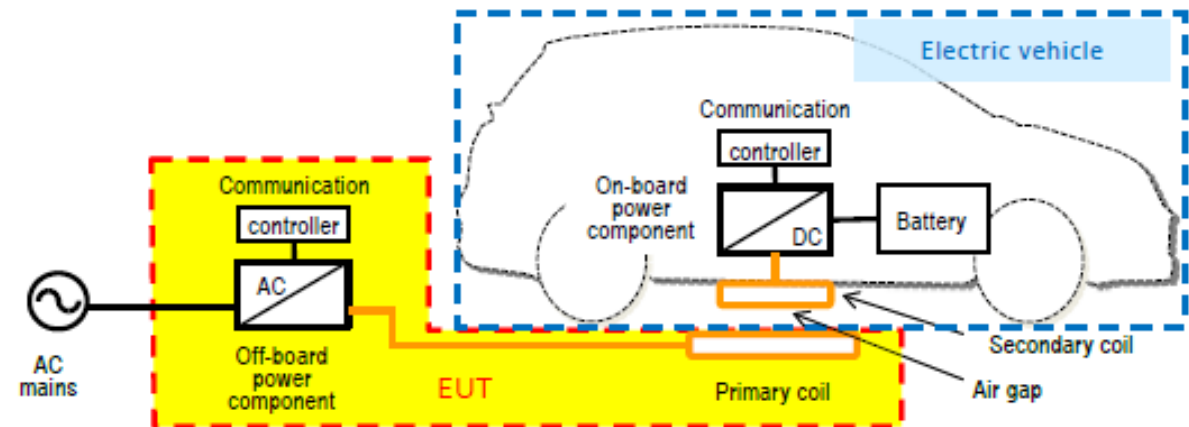 Electric vehicle
Communication
controller
On-board
power
component
DC
Battery
Communication
controller
AC
AC
mains
Off-board
power
component
EUT
Primary coil
Secondary coil
Air gap